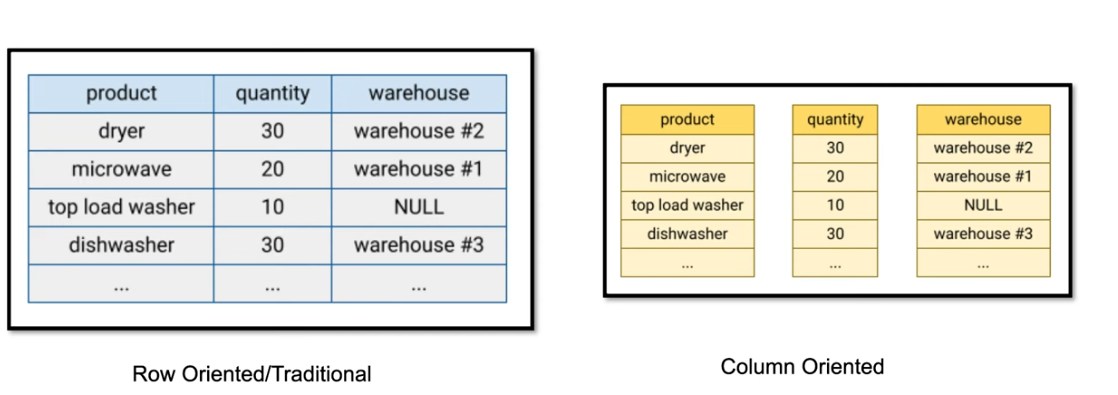 product quantity warehouse
dryer 30 warehouse #2
microwave 20 warehouse #1
top load washer 10 NULL
dishwasher 30 warehouse #3
... ... ...
Row Oriented/Traditional
product quantity warehouse
dryer 30 warehouse #2
microwave 20 warehouse #1
top load washer 10 NULL
dishwasher 30 warehouse #3
... ... ...
Column Oriented